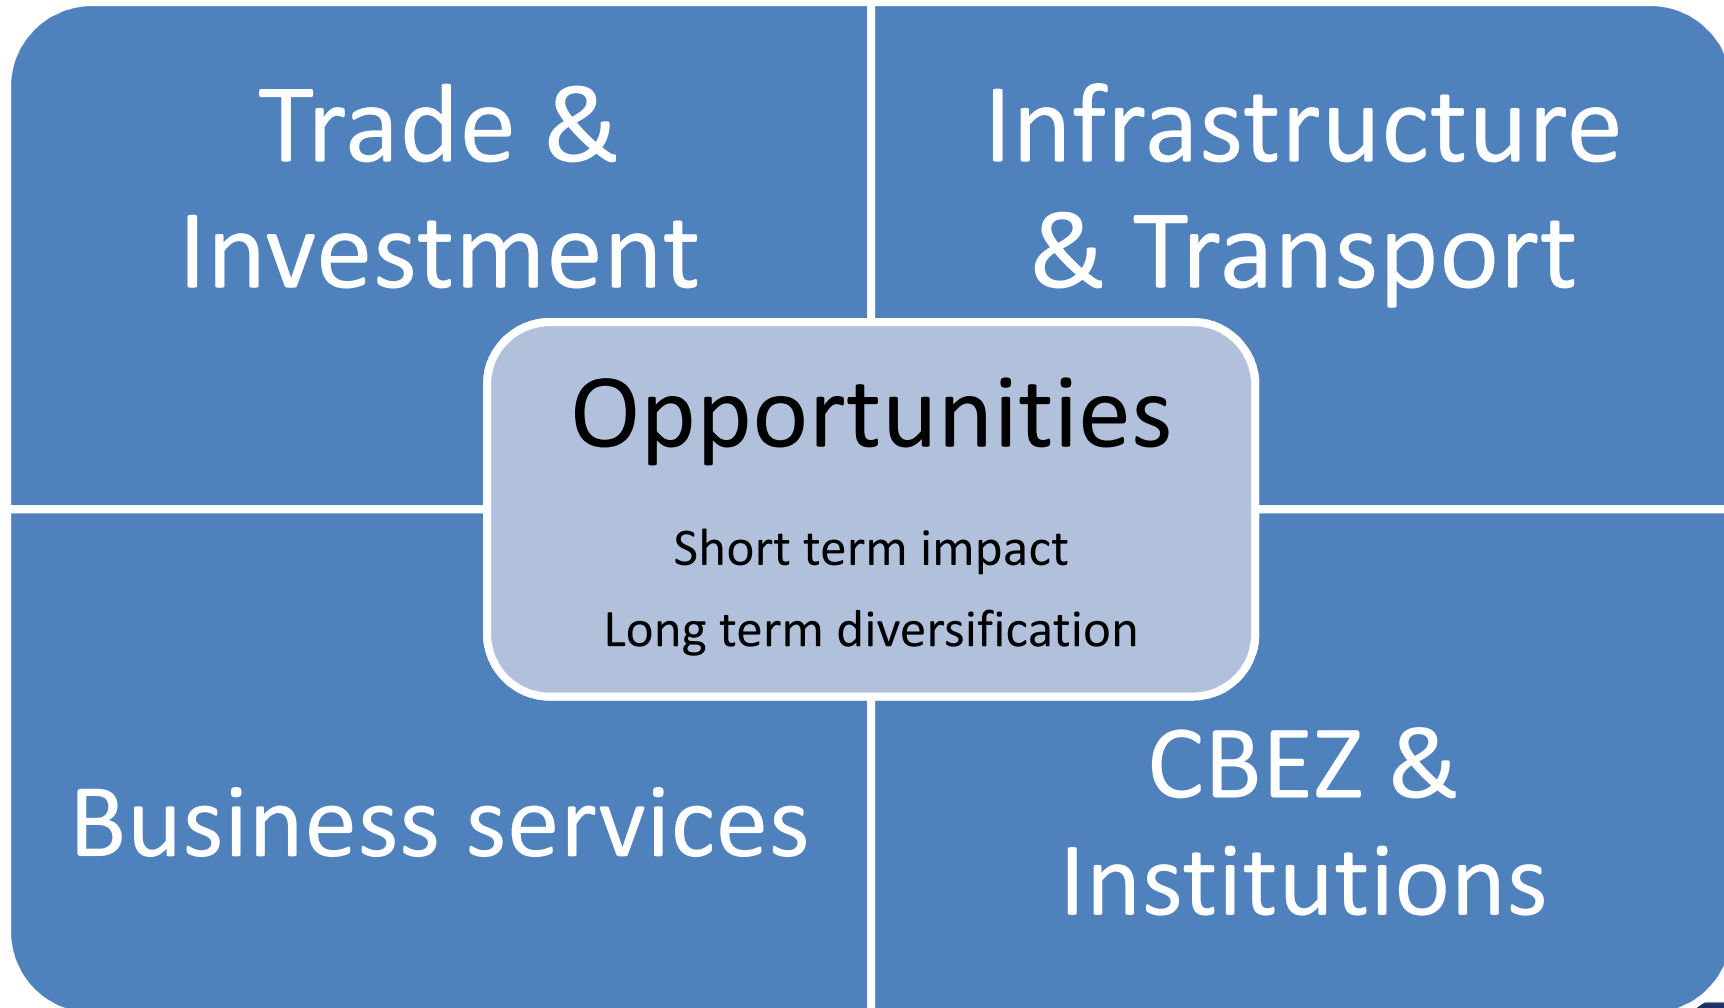 Trade &
Investment
Infrastructure
& Transport
Opportunities
Short term impact
Long term diversification
Business services
CBEZ &
Institutions